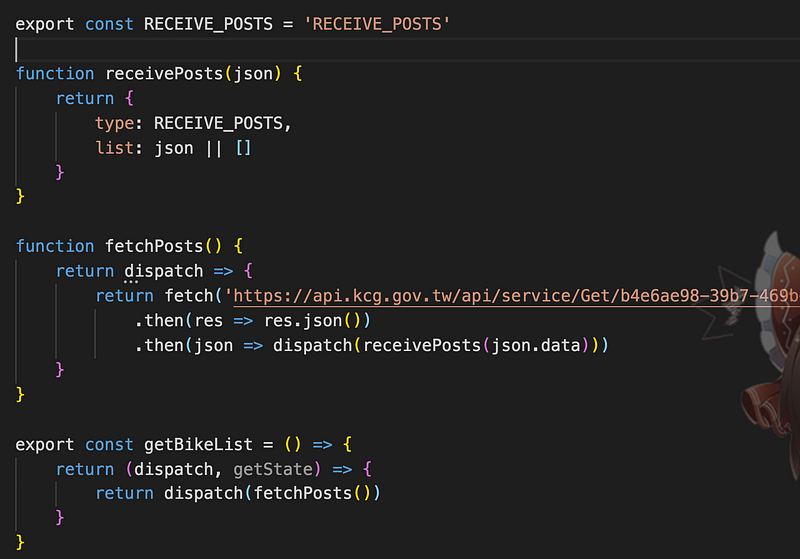 export const RECEIVE_POSTS = 'RECEIVE_POSTS'
function receivePosts(json) {
return {
type: RECEIVE_POSTS,
list: json || []
}
}
function fetchPosts() {
return dispatch => {
return fetch('https://api.kcg.gov.tw/api/service/Get/b4e6ae98-39b7-469b
.then(res => res.json())
.then(json => dispatch(receivePosts(json.data)))
}
}
export const getBikeList = () => {
return (dispatch, getState) => {
return dispatch(fetchPosts())
}
}